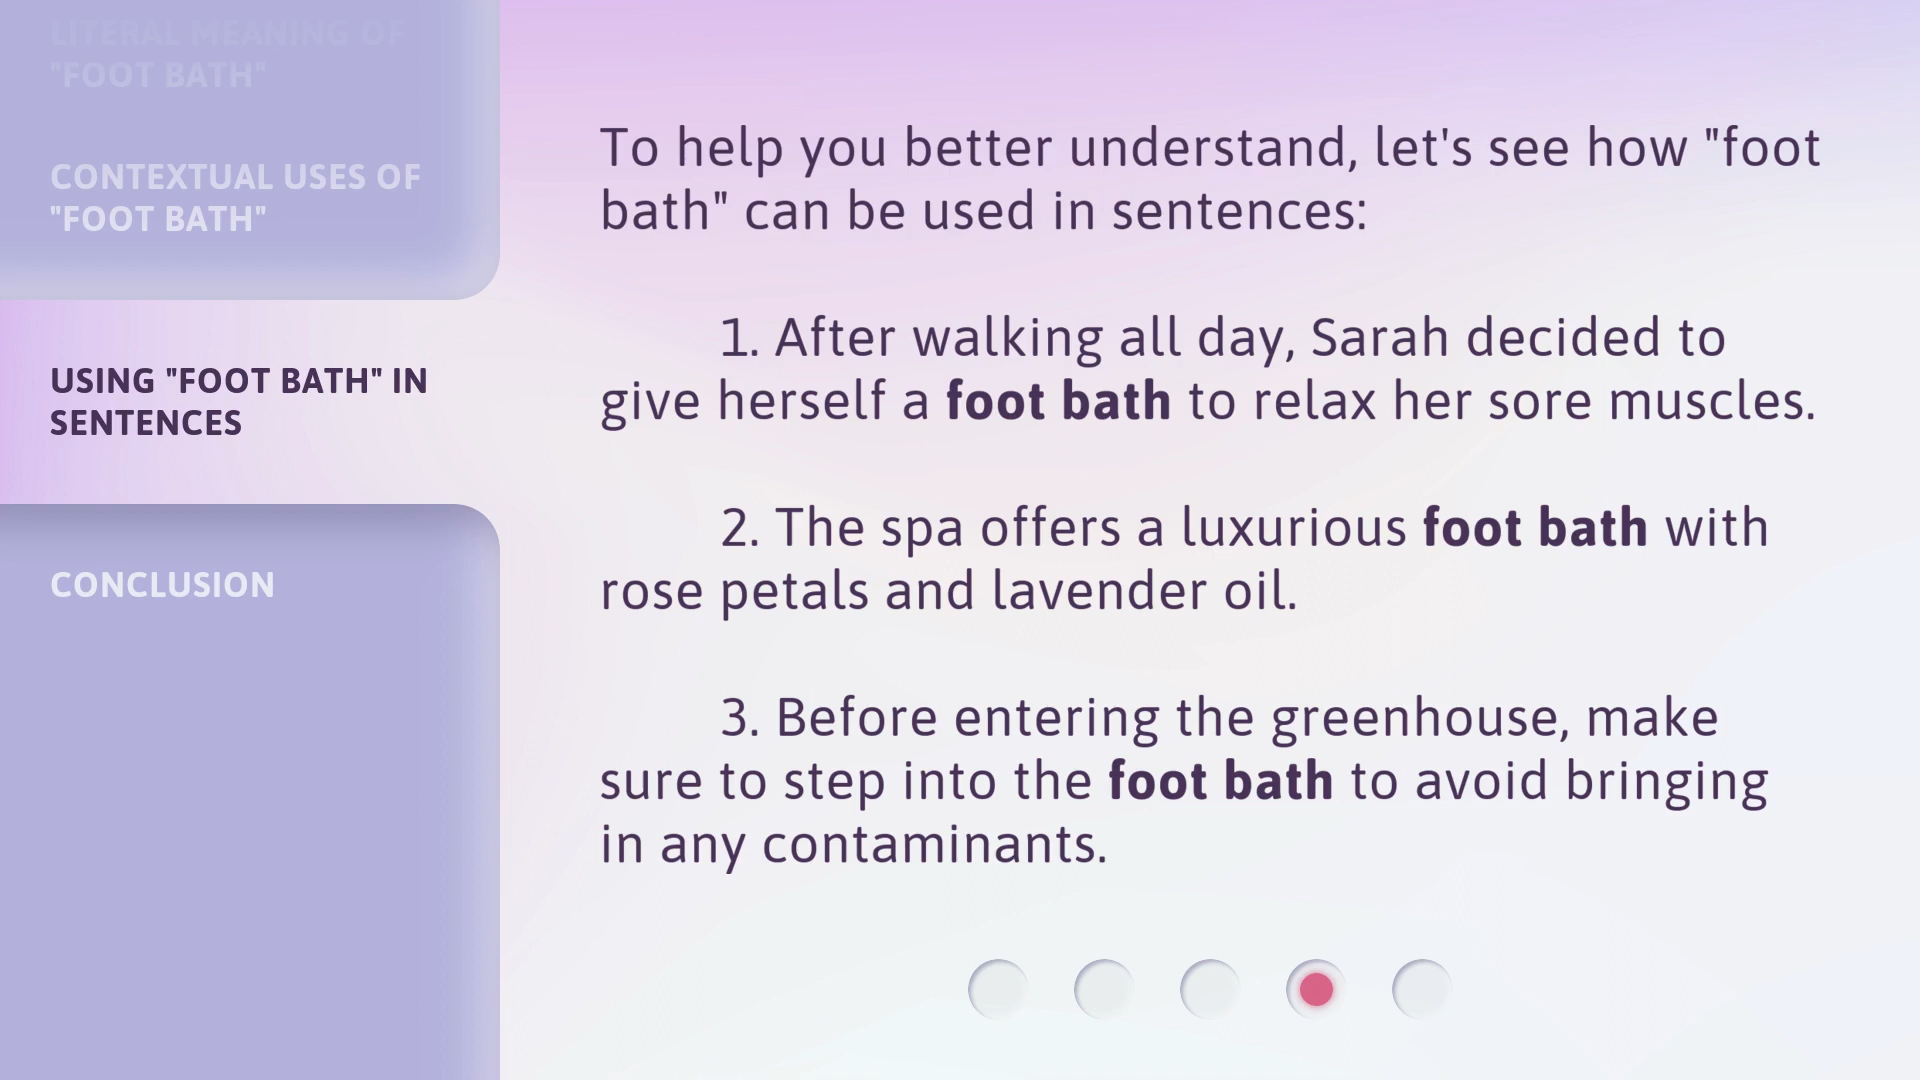 LITERAL MEANING OF
"FOOT BATH"
CONTEXTUAL USES OF
"FOOT BATH"
USING "FOOT BATH" IN
SENTENCES
CONCLUSION
To help you better understand, let's see how "foot
bath" can be used in sentences:
1. After walking all day, Sarah decided to
give herself a foot bath to relax her sore muscles.
2. The spa offers a luxurious foot bath with
rose petals and lavender oil.
3. Before entering the greenhouse, make
sure to step into the foot bath to avoid bringing
in any contaminants.